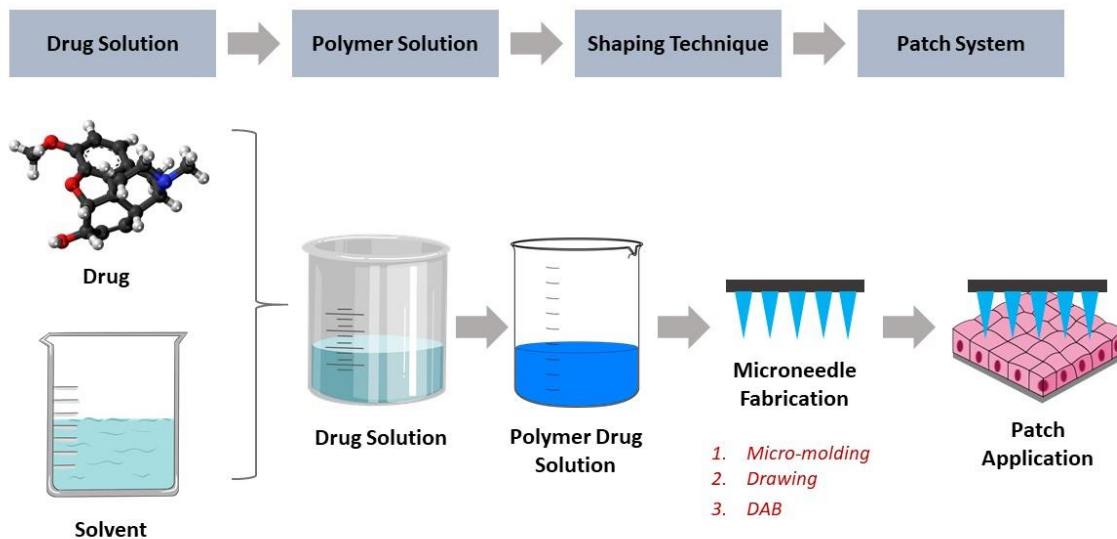 Drug Solution
Polymer Solution
Shaping Technique
Patch System
Drug
Solvent
Drug Solution
Polymer Drug
Solution
Microneedle
Fabrication
1. Micro-molding
2. Drawing
3. DAB
Patch
Application